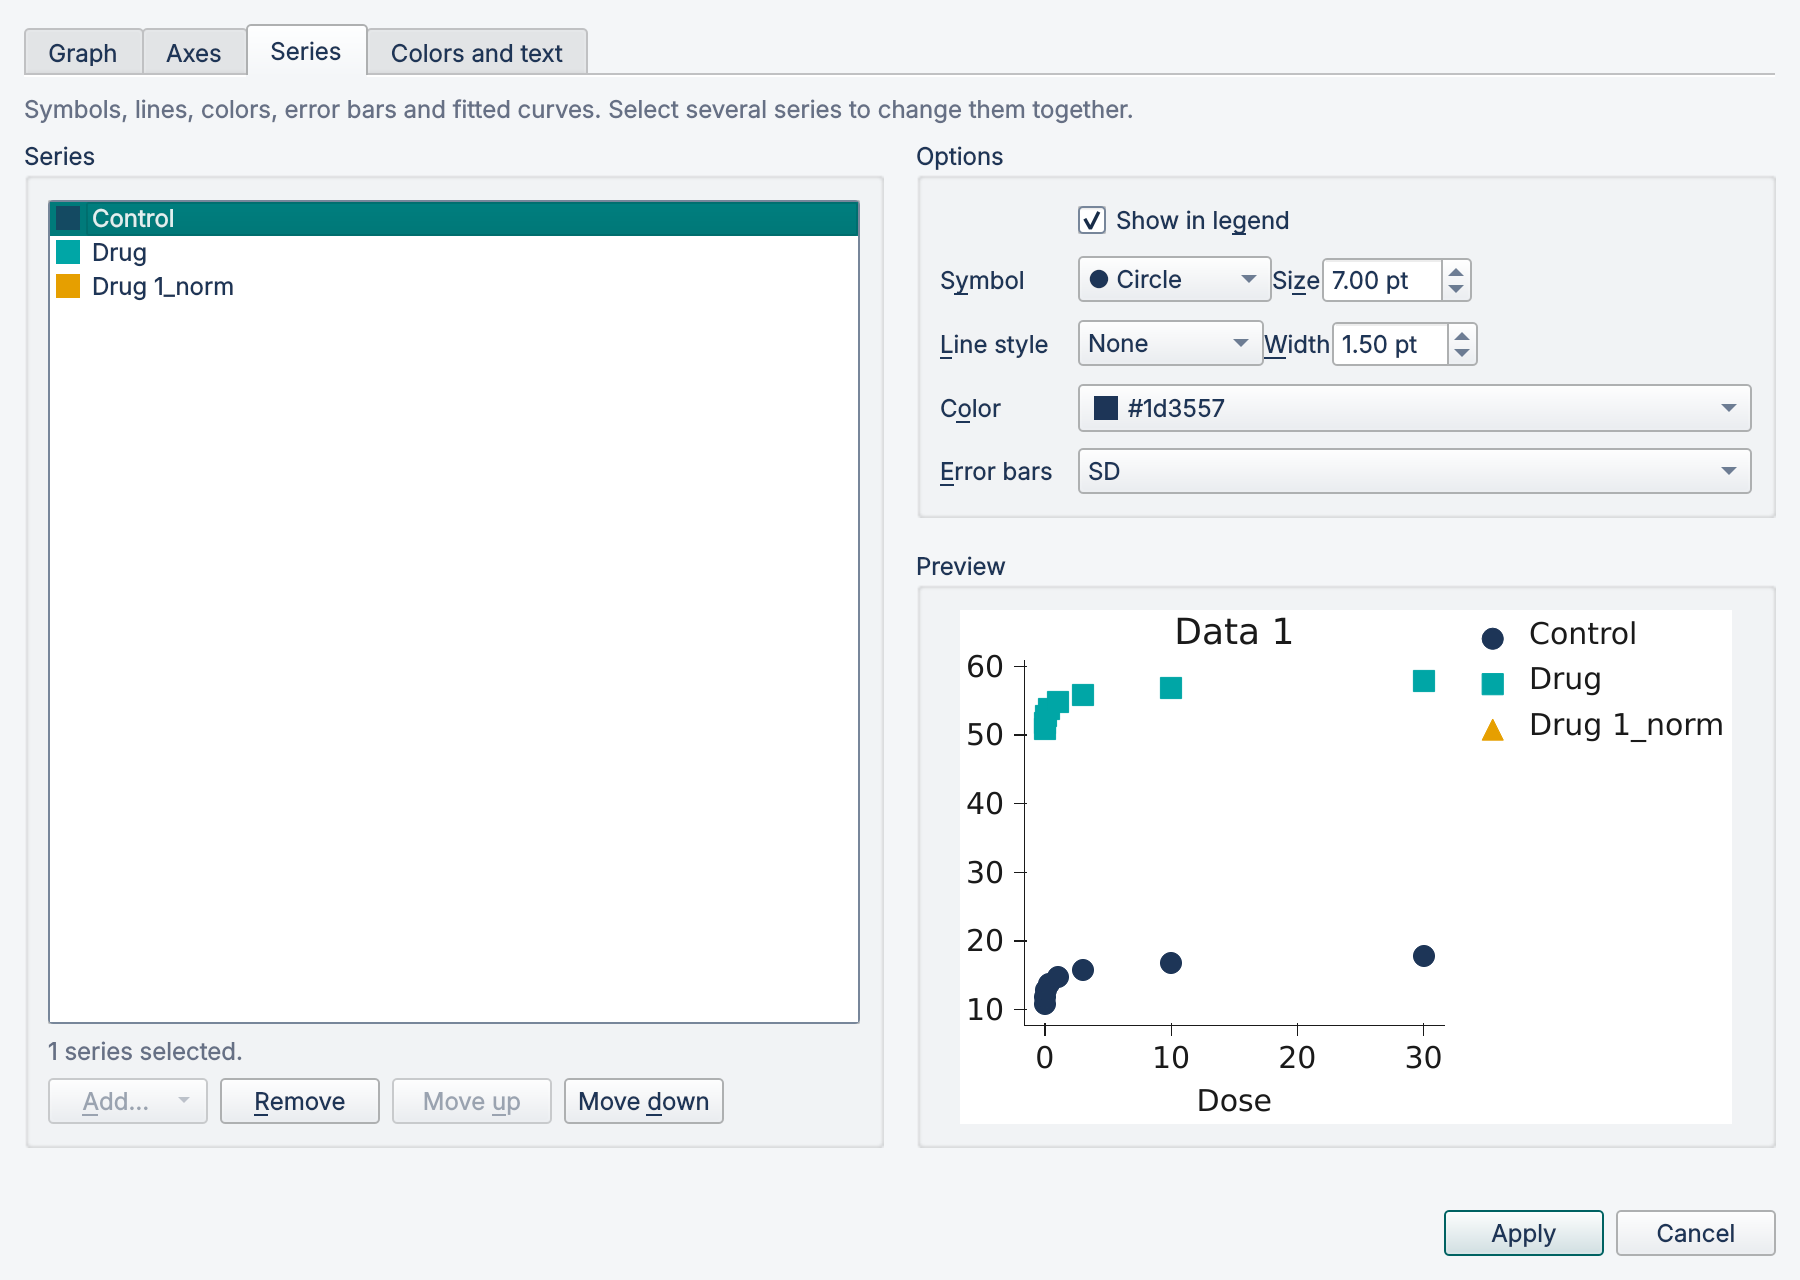 Graph
Axes
Series
Colors and text
Symbols, lines, colors, error bars and fitted curves. Select several series to change them together.
Series
Control
Drug
Drug 1_norm
1 series selected.
Add...
Remove
Move up
Move down
Options
Show in legend
Symbol
Circle
Size
7.00 pt
Line style
None
Width
1.50 pt
Color
#1d3557
Error bars
SD
Preview
Data 1
Control
Drug
Drug 1_norm
60
50
40
30
20
10
0
10
20
30
Dose
Apply
Cancel